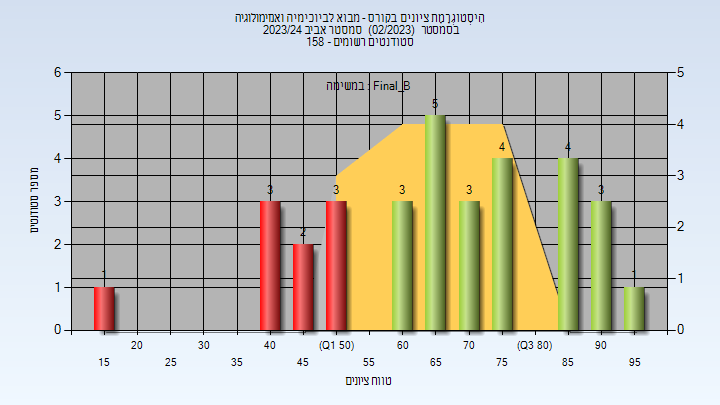 היסטוגרמת ציונים בקורס - מבוא לביוכימיה ואנזימולוגיה
בסמסטר (02/2023) סמסטר אביב 2023/24
סטודנטים רשומים - 158
במשימה : Final_B
6 5
5 4
4 3
3 2
2 1
1 0
0
מספר סטודנטים
1 3 2 3 3 5 3 4 4 3 1
20 30 40 (Q1 50) 60 70 (Q3 80) 90
15 25 35 45 55 65 75 85 95
טווח ציונים